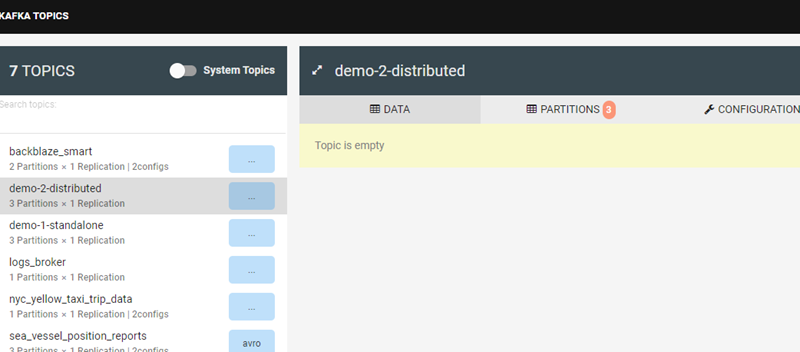 KAFKA TOPICS
7 TOPICS
System Topics
Search topics:
backblaze_smart
2 Partitions × 1 Replication | 2configs
...
demo-2-distributed
3 Partitions × 1 Replication
...
demo-1-standalone
3 Partitions × 1 Replication
...
logs_broker
1 Partitions × 1 Replication
...
nyc_yellow_taxi_trip_data
1 Partitions × 1 Replication | 2configs
...
sea_vessel_position_reports
3 Partitions × 1 Replication | 2configs
avro
demo-2-distributed
DATA
PARTITIONS 3
CONFIGURATION
Topic is empty